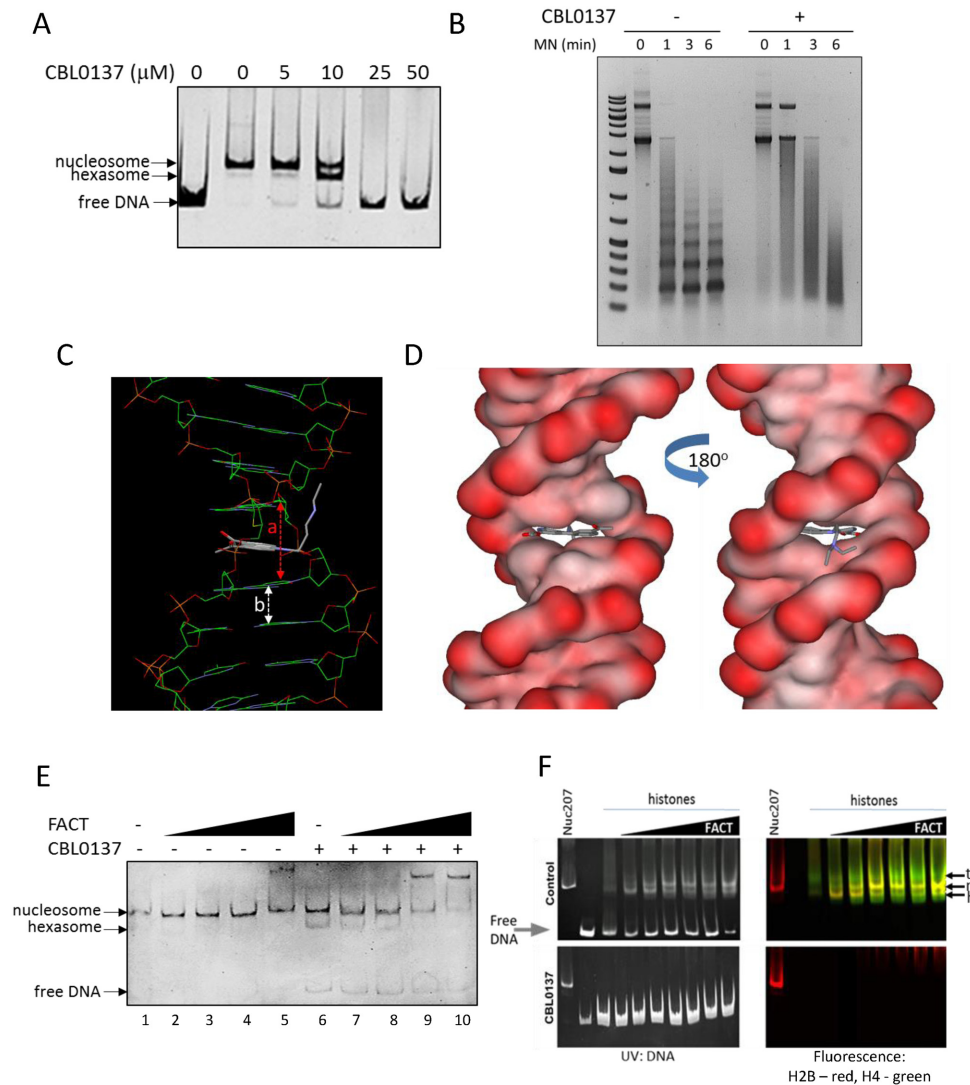 A
CBL0137 (μM) 0 0 5 10 25 50
nucleosome
hexasome
free DNA
B
CBL0137 - +
MN (min) 0 1 3 6 0 1 3 6
C
a
b
D
180°
E
FACT - -
CBL0137 - - - - - + + + + +
nucleosome
hexasome
free DNA
1 2 3 4 5 6 7 8 9 10
F
Nuc207
histones
FACT
Control
Free
DNA
CBL0137
UV: DNA
Nuc207
histones
FACT
Fluorescence:
H2B – red, H4 - green